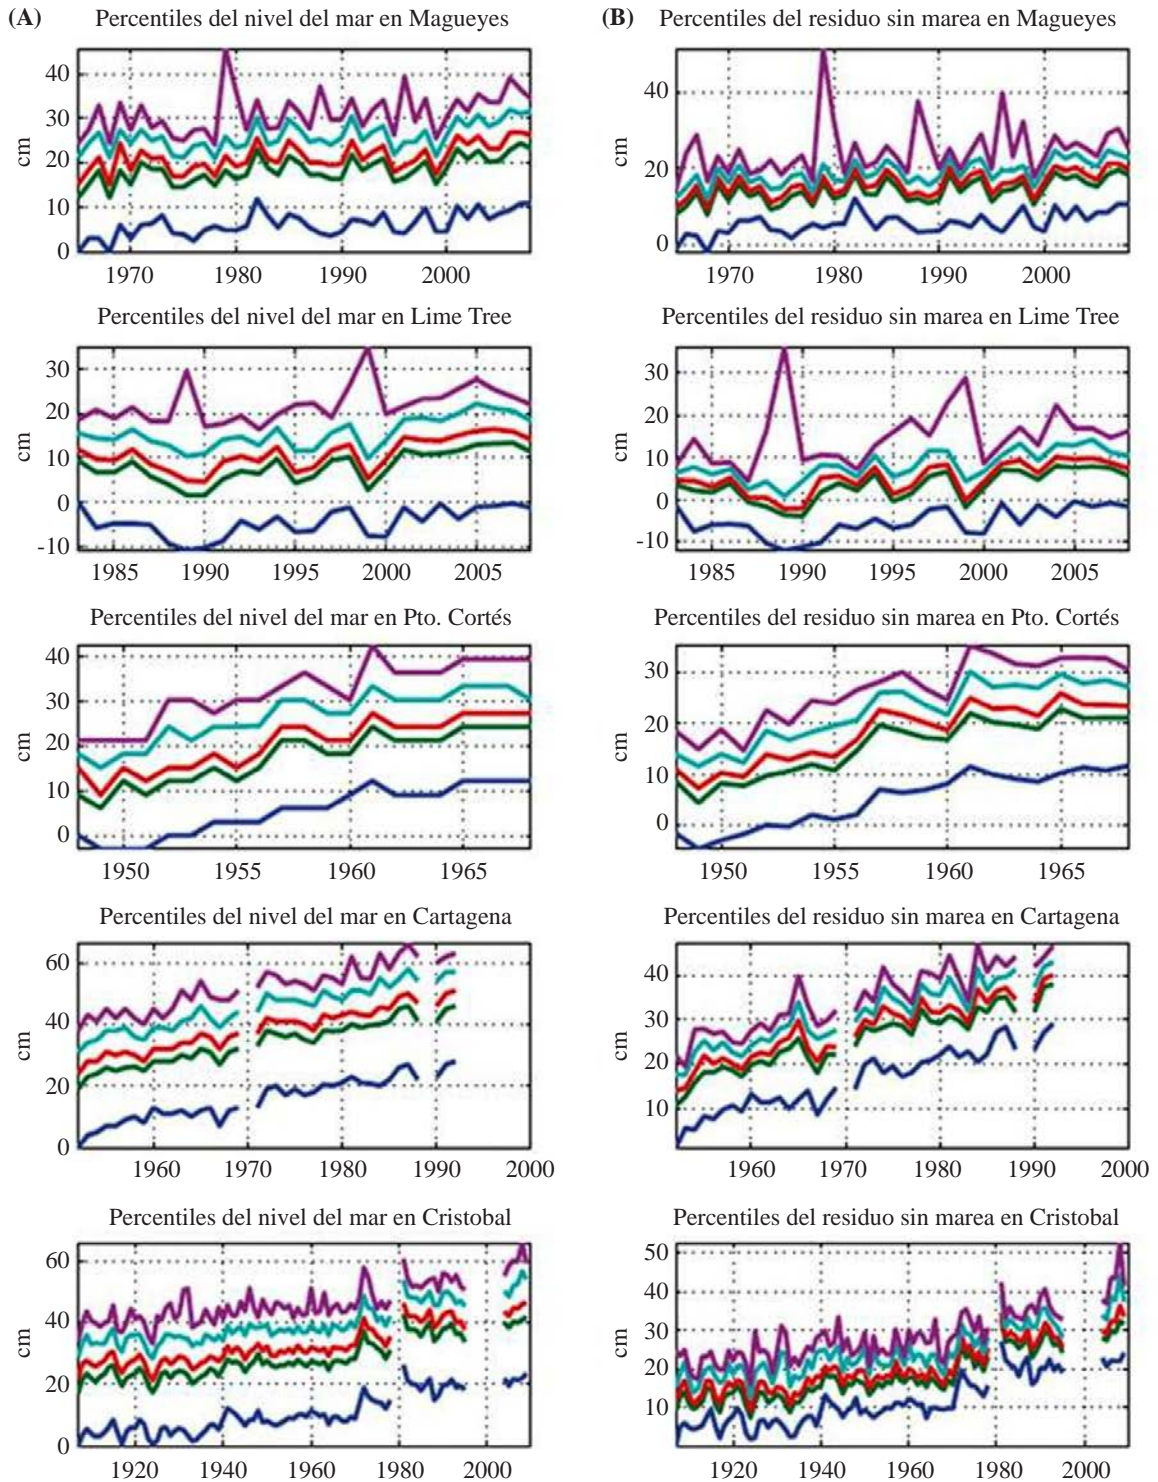 (A) Percentiles del nivel del mar en Magueyes
40
30
20
10
0
cm
1970 1980 1990 2000
(B) Percentiles del residuo sin marea en Magueyes
40
20
0
cm
1970 1980 1990 2000
Percentiles del nivel del mar en Lime Tree
30
20
10
0
-10
cm
1985 1990 1995 2000 2005
Percentiles del residuo sin marea en Lime Tree
30
20
10
0
-10
cm
1985 1990 1995 2000 2005
Percentiles del nivel del mar en Pto. Cortés
40
30
20
10
0
cm
1950 1955 1960 1965
Percentiles del residuo sin marea en Pto. Cortés
30
20
10
0
cm
1950 1955 1960 1965
Percentiles del nivel del mar en Cartagena
60
40
20
0
cm
1960 1970 1980 1990 2000
Percentiles del residuo sin marea en Cartagena
40
30
20
10
cm
1960 1970 1980 1990 2000
Percentiles del nivel del mar en Cristobal
60
40
20
0
cm
1920 1940 1960 1980 2000
Percentiles del residuo sin marea en Cristobal
50
40
30
20
10
cm
1920 1940 1960 1980 2000